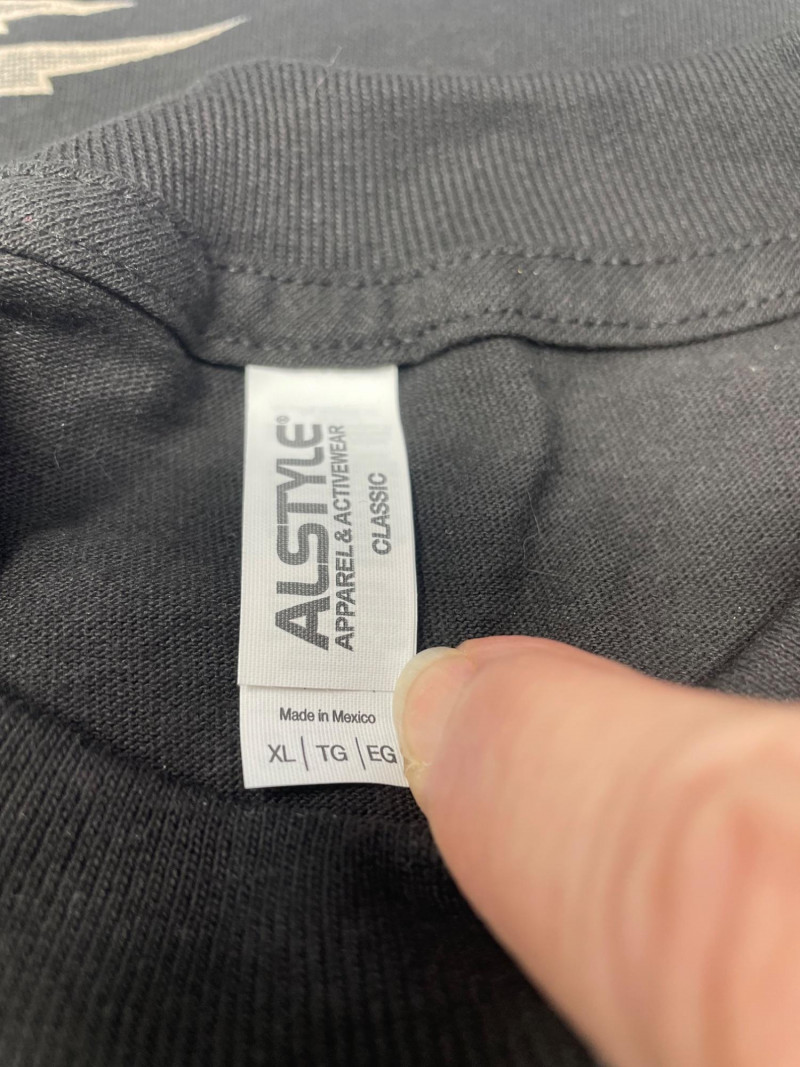 ALSTYLE®
APPAREL & ACTIVEWEAR
CLASSIC
Made in Mexico
XL | TG | EG